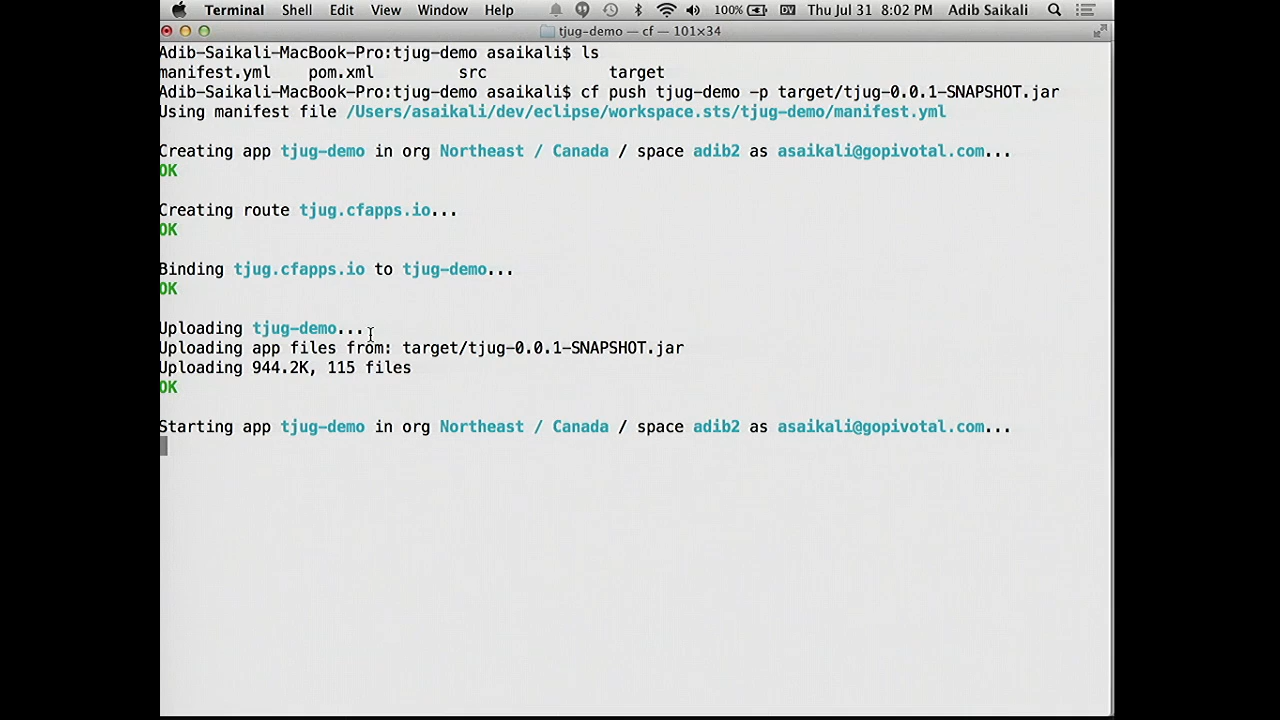 Terminal Shell Edit View Window Help 100% DV Thu Jul 31 8:02 PM Adib Saikali
tjug-demo — cf — 101×34
Adib-Saikali-MacBook-Pro:tjug-demo asaikali$ ls
manifest.yml pom.xml src target
Adib-Saikali-MacBook-Pro:tjug-demo asaikali$ cf push tjug-demo -p target/tjug-0.0.1-SNAPSHOT.jar
Using manifest file /Users/asaikali/dev/eclipse/workspace.sts/tjug-demo/manifest.yml
Creating app tjug-demo in org Northeast / Canada / space adib2 as asaikali@gopivotal.com...
OK
Creating route tjug.cfapps.io...
OK
Binding tjug.cfapps.io to tjug-demo...
OK
Uploading tjug-demo...
Uploading app files from: target/tjug-0.0.1-SNAPSHOT.jar
Uploading 944.2K, 115 files
OK
Starting app tjug-demo in org Northeast / Canada / space adib2 as asaikali@gopivotal.com...